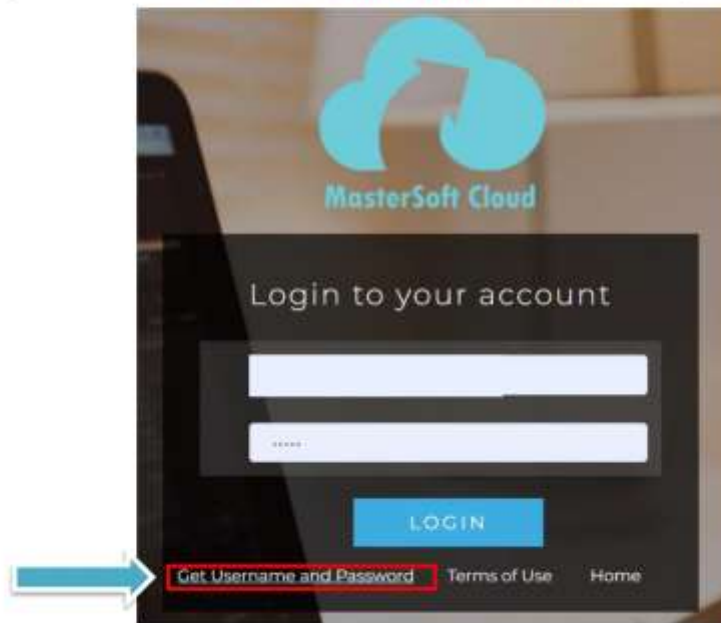 MasterSoft Cloud
Login to your account
.....
LOGIN
Get Username and Password Terms of Use Home